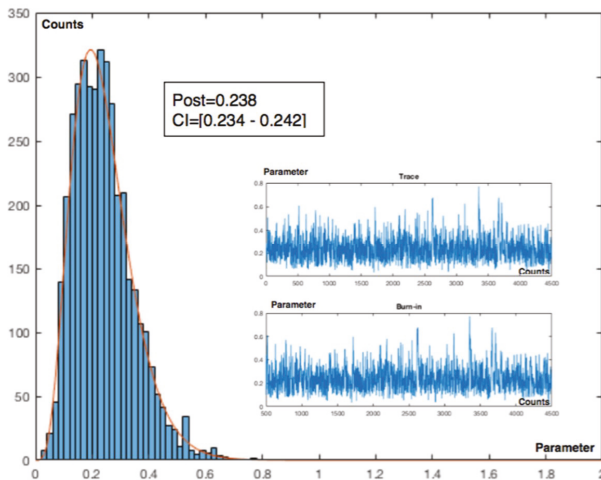 Counts
350
300
250
200
150
100
50
0
0 0.2 0.4 0.6 0.8 1 1.2 1.4 1.6 1.8 2
Parameter
Post=0.238
CI=[0.234 - 0.242]
Parameter
Trace
0.8
0.6
0.4
0.2
0
Counts
0 500 1000 1500 2000 2500 3000 3500 4000 4500
Parameter
Burn-in
0.8
0.6
0.4
0.2
0
Counts
500 1000 1500 2000 2500 3000 3500 4000 4500